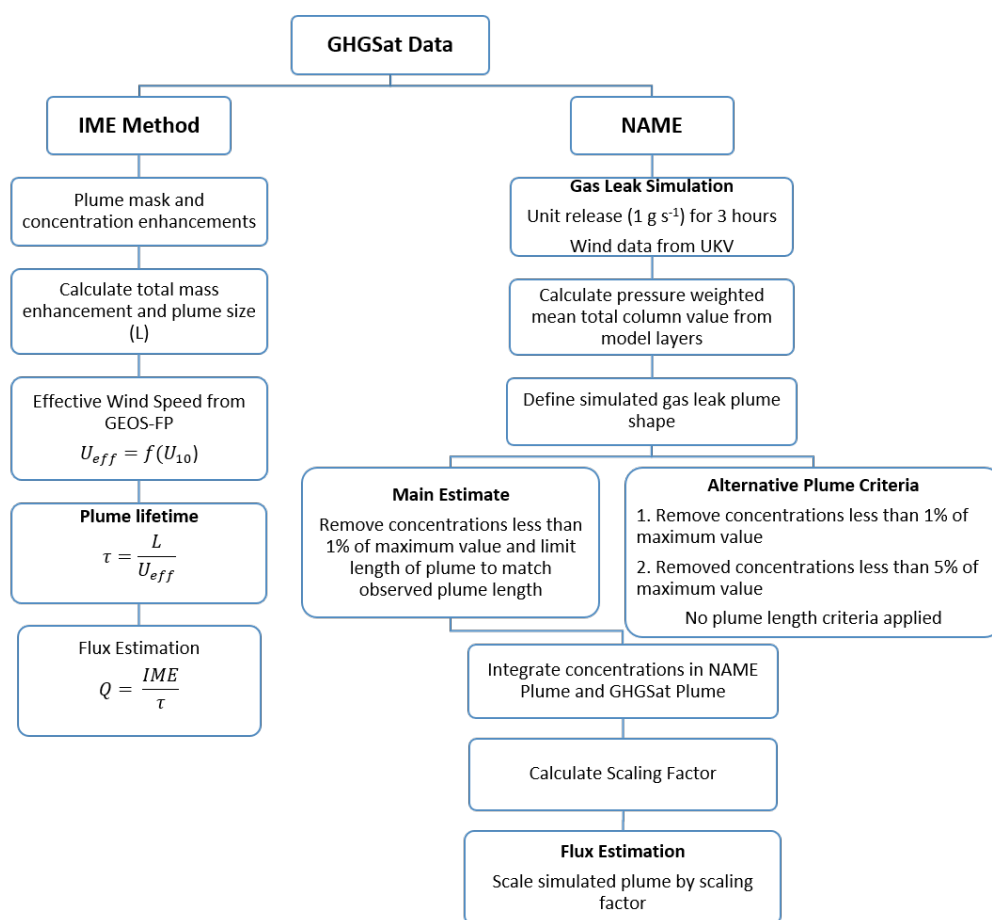 GHGSat Data
IME Method
Plume mask and
concentration enhancements
Calculate total mass
enhancement and plume size
(L)
Effective Wind Speed from
GEOS-FP
U_{eff} = f(U_{10})
Plume lifetime
τ = L / U_{eff}
Flux Estimation
Q = IME / τ
NAME
Gas Leak Simulation
Unit release (1 g s⁻¹) for 3 hours
Wind data from UKV
Calculate pressure weighted
mean total column value from
model layers
Define simulated gas leak plume
shape
Main Estimate
Remove concentrations less than
1% of maximum value and limit
length of plume to match
observed plume length
Alternative Plume Criteria
1. Remove concentrations less than 1% of
maximum value
2. Removed concentrations less than 5% of
maximum value
No plume length criteria applied
Integrate concentrations in NAME
Plume and GHGSat Plume
Calculate Scaling Factor
Flux Estimation
Scale simulated plume by scaling
factor